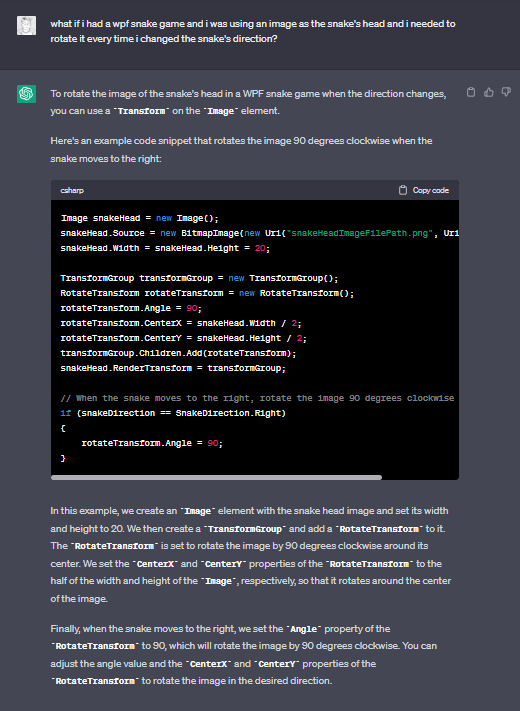 what if i had a wpf snake game and i was using an image as the snake's head and i needed to
rotate it every time i changed the snake's direction?
To rotate the image of the snake's head in a WPF snake game when the direction changes,
you can use a `Transform` on the `Image` element.
Here's an example code snippet that rotates the image 90 degrees clockwise when the
snake moves to the right:
csharp
Copy code
Image snakeHead = new Image();
snakeHead.Source = new BitmapImage(new Uri("snakeHeadImageFilePath.png", Uri
snakeHead.Width = snakeHead.Height = 20;
TransformGroup transformGroup = new TransformGroup();
RotateTransform rotateTransform = new RotateTransform();
rotateTransform.Angle = 90;
rotateTransform.CenterX = snakeHead.Width / 2;
rotateTransform.CenterY = snakeHead.Height / 2;
transformGroup.Children.Add(rotateTransform);
snakeHead.RenderTransform = transformGroup;
// When the snake moves to the right, rotate the image 90 degrees clockwise
if (snakeDirection == SnakeDirection.Right)
{
    rotateTransform.Angle = 90;
}
In this example, we create an `Image` element with the snake head image and set its width
and height to 20. We then create a `TransformGroup` and add a `RotateTransform` to it.
The `RotateTransform` is set to rotate the image by 90 degrees clockwise around its
center. We set the `CenterX` and `CenterY` properties of the `RotateTransform` to the
half of the width and height of the `Image`, respectively, so that it rotates around the center
of the image.
Finally, when the snake moves to the right, we set the `Angle` property of the
`RotateTransform` to 90, which will rotate the image by 90 degrees clockwise. You can
adjust the angle value and the `CenterX` and `CenterY` properties of the
`RotateTransform` to rotate the image in the desired direction.